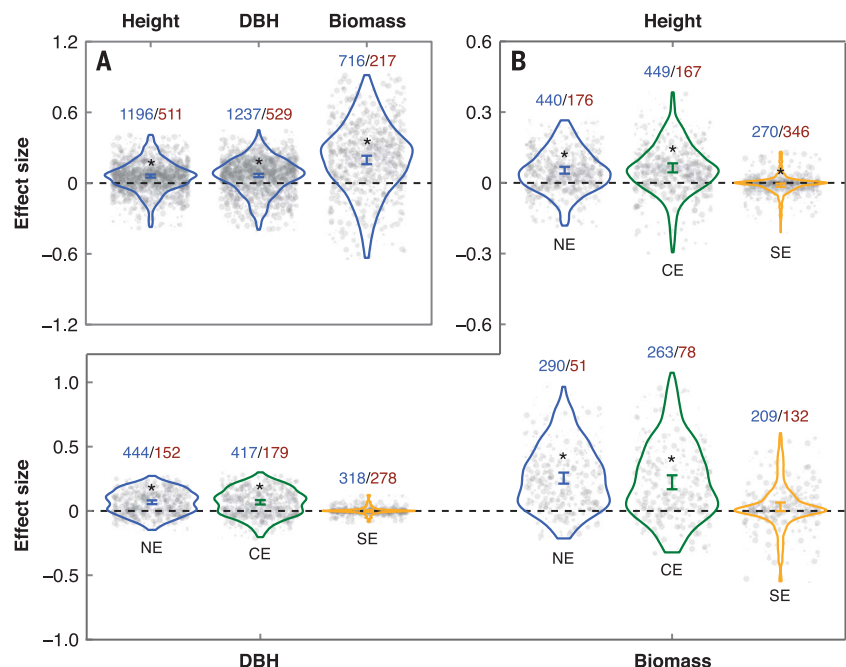 Height DBH Biomass
A
1.2
0.6
0
−0.6
−1.2
Effect size
1196/511
1237/529
716/217
*
*
*
Height
B
0.6
0.3
0
−0.3
−0.6
440/176
449/167
270/346
*
*
*
NE
CE
SE
Effect size
1.0
0.5
0
−0.5
−1.0
444/152
417/179
318/278
*
*
NE
CE
SE
DBH
290/51
263/78
209/132
*
*
NE
CE
SE
Biomass